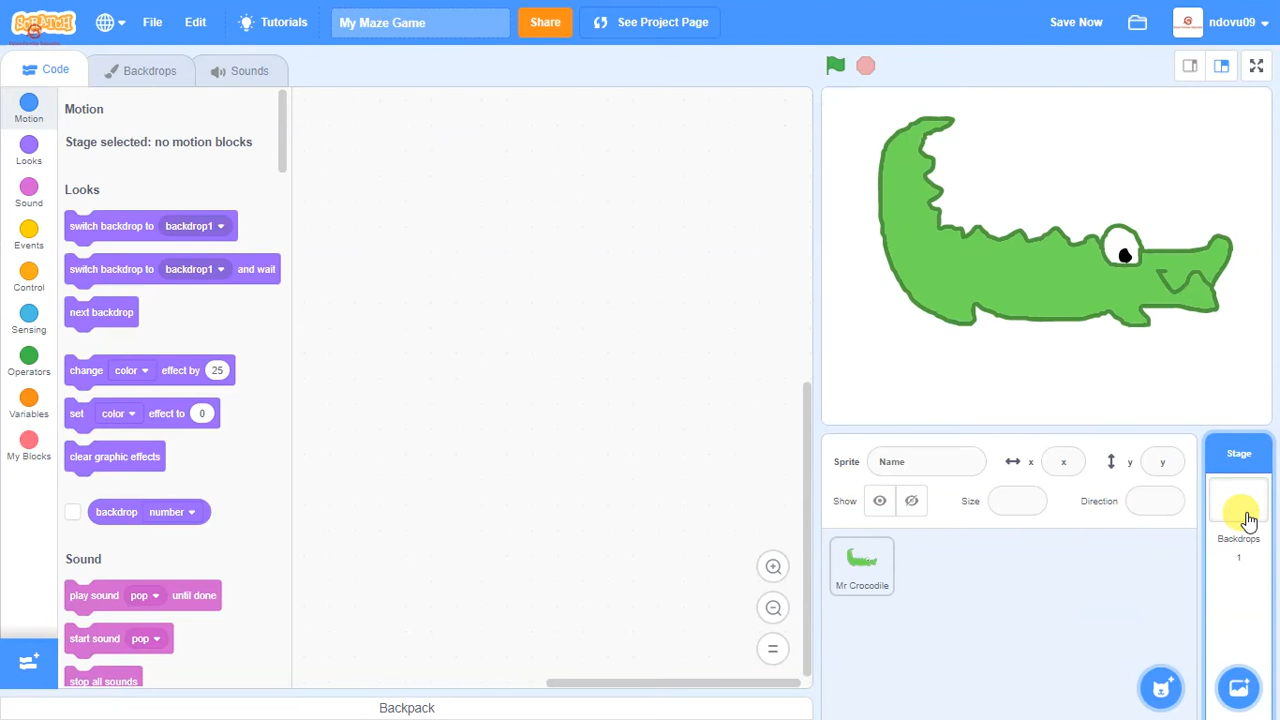 SCRATCH
File
Edit
Tutorials
My Maze Game
Share
See Project Page
Save Now
ndovu09
Code
Backdrops
Sounds
Motion
Looks
Sound
Events
Control
Sensing
Operators
Variables
My Blocks
Motion
Stage selected: no motion blocks
Looks
switch backdrop to backdrop1
switch backdrop to backdrop1 and wait
next backdrop
change color effect by 25
set color effect to 0
clear graphic effects
backdrop number
Sound
play sound pop until done
start sound pop
stop all sounds
Backpack
Sprite Name x x y y
Show Size Direction
Mr Crocodile
Stage
Backdrops
1